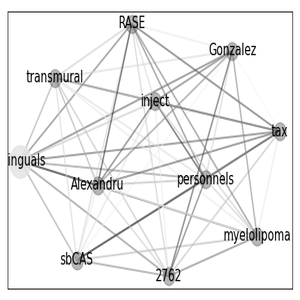 RASE
Gonzalez
transmural
inject
tax
inguals
Alexandru
personnels
myelolipoma
sbCAS
2762